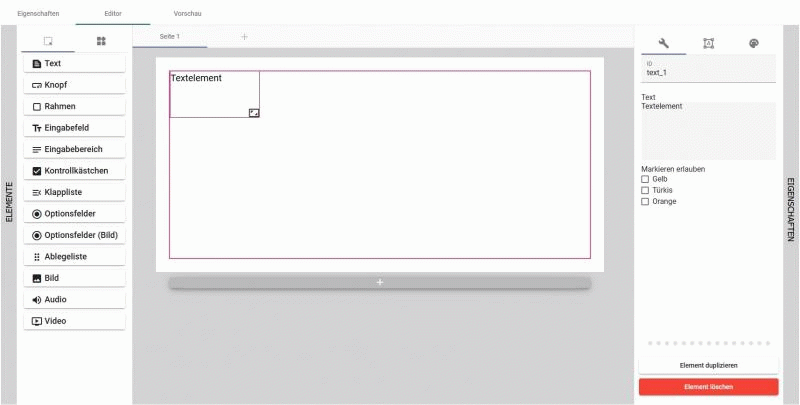 Eigenschaften
Editor
Vorschau
Seite 1
ELEMENTE
Text
Knopf
Rahmen
Eingabefeld
Eingabebereich
Kontrollkästchen
Klappliste
Optionsfelder
Optionsfelder (Bild)
Ablegeliste
Bild
Audio
Video
Textelement
ID
text_1
Text
Textelement
Markieren erlauben
Gelb
Türkis
Orange
Element duplizieren
Element löschen
EIGENSCHAFTEN